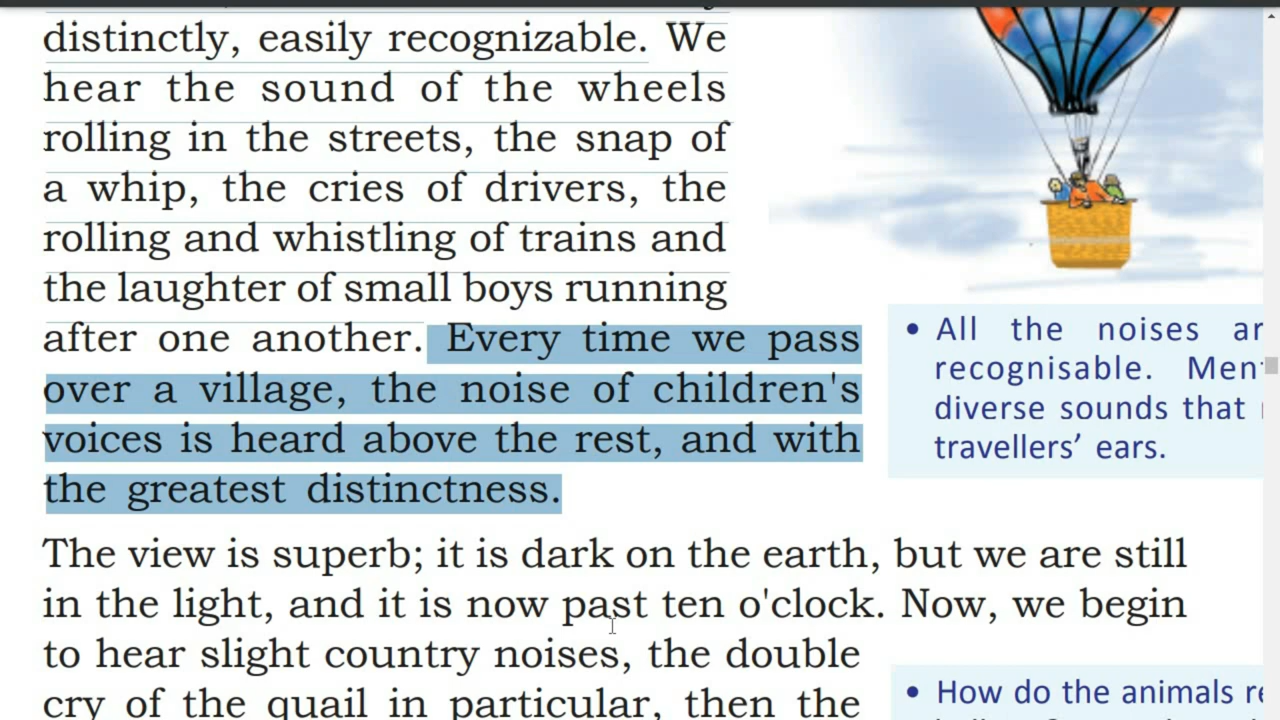 distinctly, easily recognizable. We
hear the sound of the wheels
rolling in the streets, the snap of
a whip, the cries of drivers, the
rolling and whistling of trains and
the laughter of small boys running
after one another. Every time we pass
over a village, the noise of children's
voices is heard above the rest, and with
the greatest distinctness.
• All the noises
recognisable.
diverse sounds that
travellers’ ears.
The view is superb; it is dark on the earth, but we are still
in the light, and it is now past ten o'clock. Now, we begin
to hear slight country noises, the double
cry of the quail in particular, then the
• How do the animals